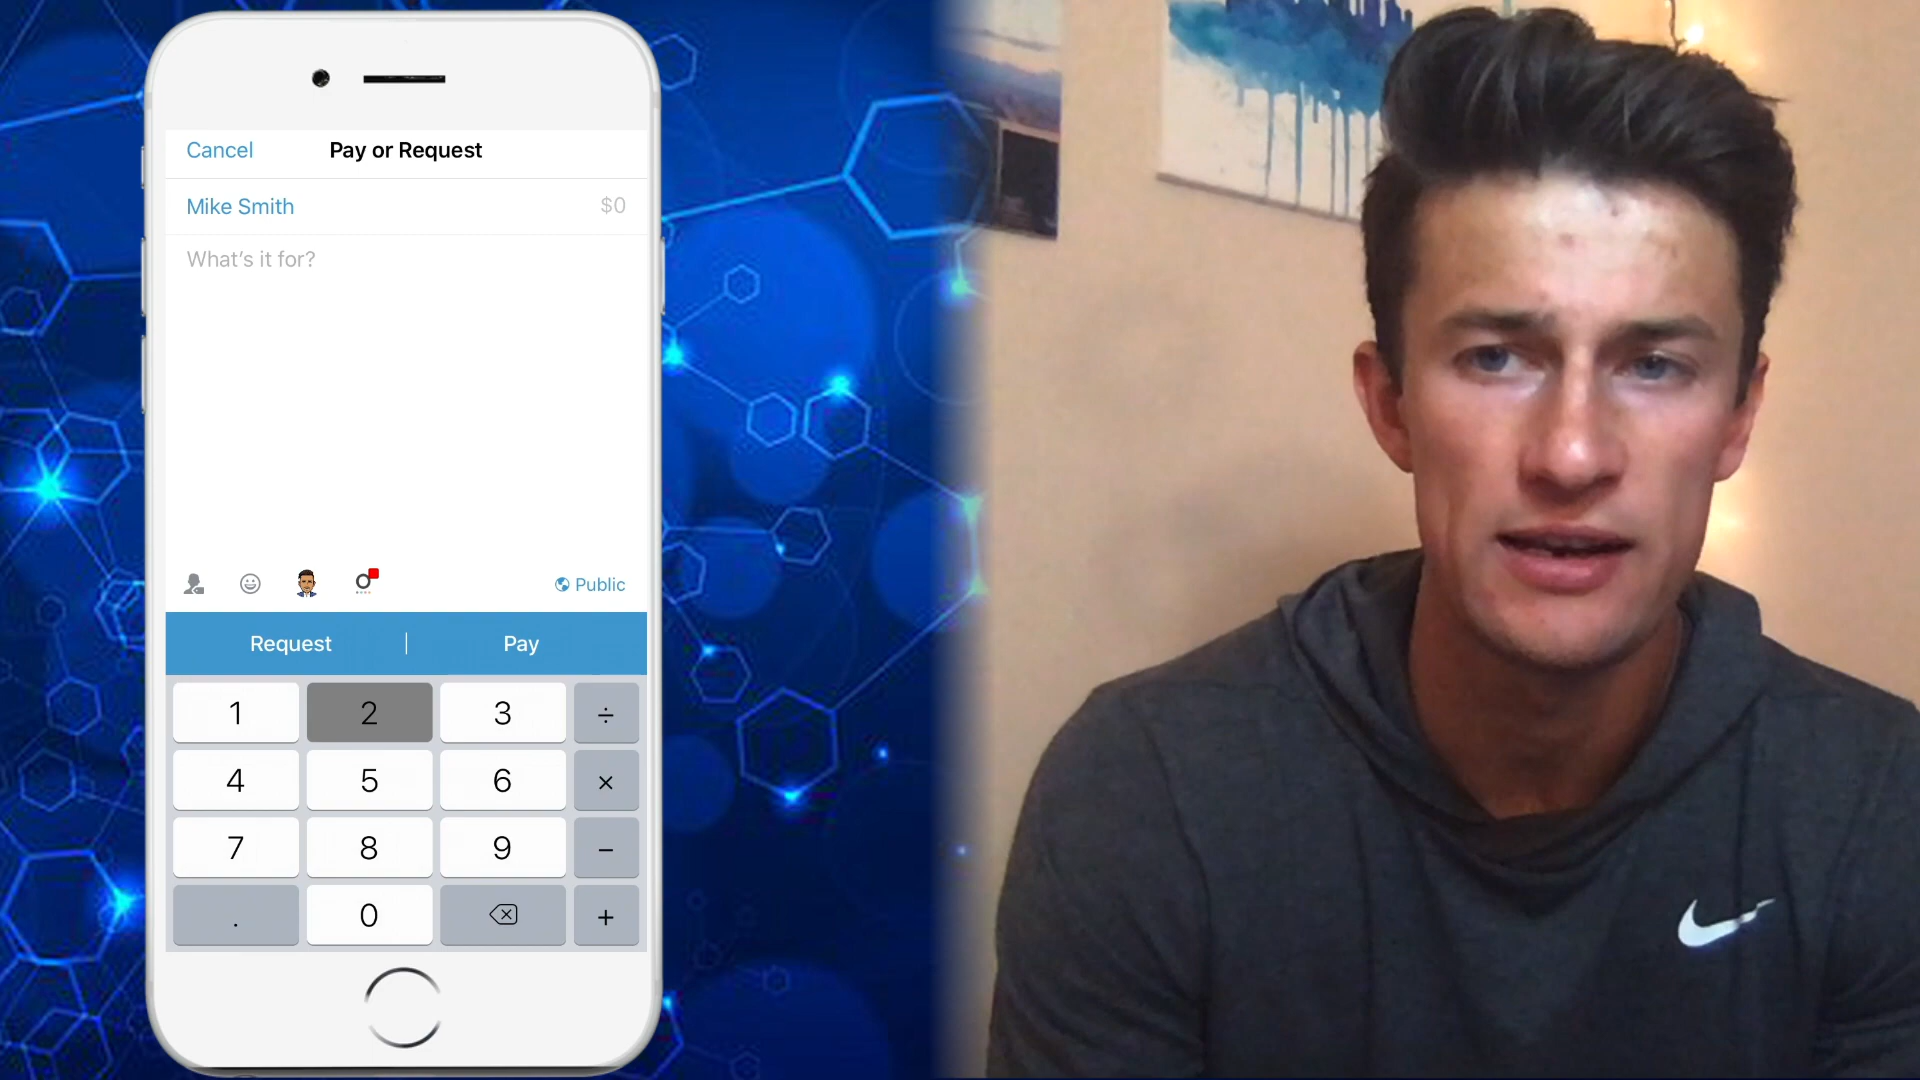 Cancel Pay or Request
Mike Smith $0
What's it for?
Public
Request | Pay
1 2 3 ÷
4 5 6 ×
7 8 9 −
. 0 +